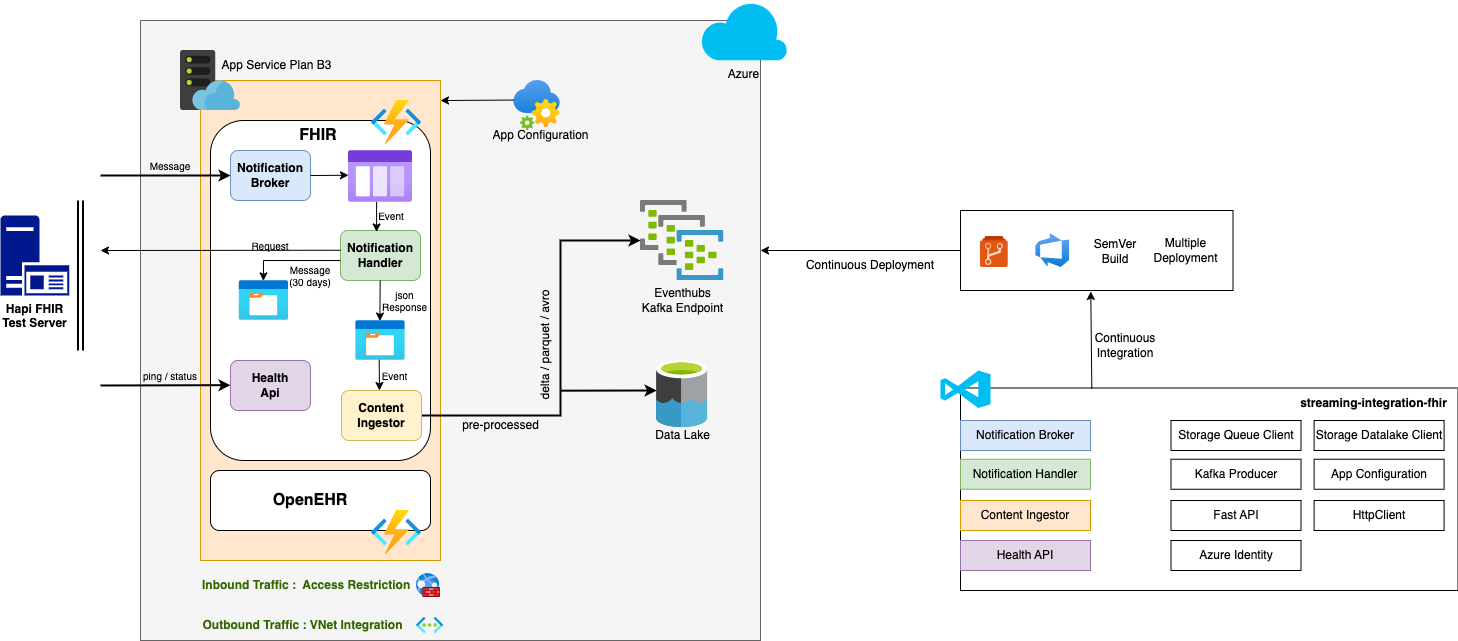 App Service Plan B3
Azure
App Configuration
FHIR
Message
Notification
Broker
Event
Request
Notification
Handler
Message
(30 days)
json
Response
Hapi FHIR
Test Server
ping / status
Health
Api
Event
Content
Ingestor
pre-processed
delta / parquet / avro
Eventhubs
Kafka Endpoint
Data Lake
OpenEHR
Inbound Traffic : Access Restriction
Outbound Traffic : VNet Integration
Continuous Deployment
SemVer
Build
Multiple
Deployment
Continuous
Integration
streaming-integration-fhir
Notification Broker
Storage Queue Client
Storage Datalake Client
Notification Handler
Kafka Producer
App Configuration
Content Ingestor
Fast API
HttpClient
Health API
Azure Identity